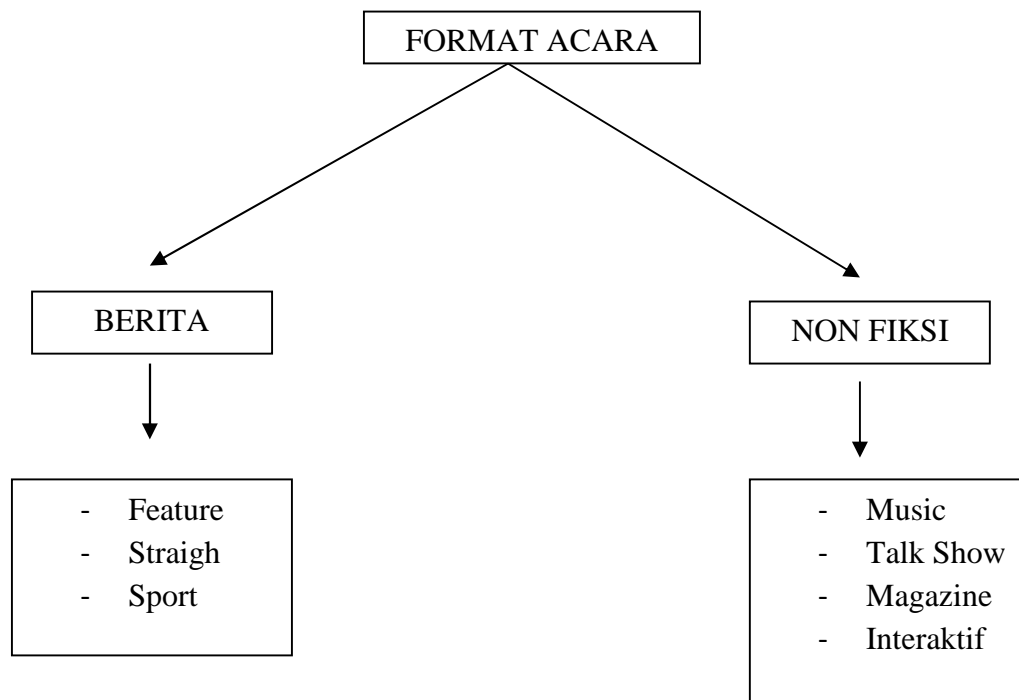 FORMAT ACARA
BERITA
NON FIKSI
- Feature
- Straigh
- Sport
- Music
- Talk Show
- Magazine
- Interaktif